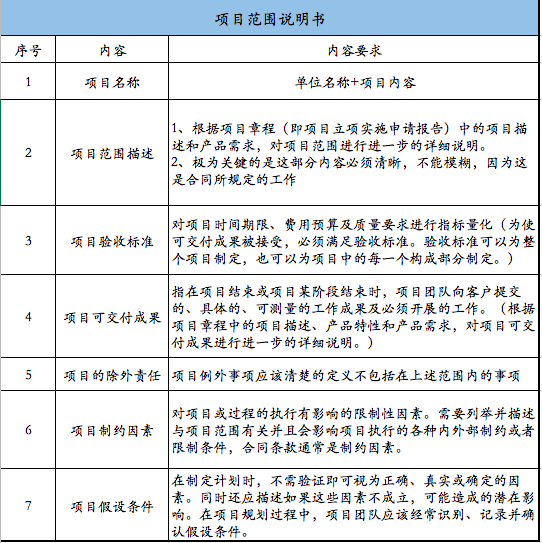 项目范围说明书
序号 内容 内容要求
1 项目名称 单位名称+项目内容
2 项目范围描述
1、根据项目章程（即项目立项实施申请报告）中的项目描
述和产品需求，对项目范围进行进一步的详细说明。
2、极为关键的是这部分内容必须清晰，不能模糊，因为这
是合同所规定的工作
3 项目验收标准
对项目时间期限、费用预算及质量要求进行指标量化（为使
可交付成果被接受，必须满足验收标准。验收标准可以为整
个项目制定，也可以为项目中的每一个构成部分制定。）
4 项目可交付成果
指在项目结束或项目某阶段结束时，项目团队向客户提交
的、具体的、可测量的工作成果及必须开展的工作。（根据
项目章程中的项目描述、产品特性和产品需求，对项目可交
付成果进行进一步的详细说明。）
5 项目的除外责任 项目例外事项应该清楚的定义不包括在上述范围内的事项
6 项目制约因素
对项目或过程的执行有影响的限制性因素。需要列举并描述
与项目范围有关并且会影响项目执行的各种内外部制约或者
限制条件，合同条款通常是制约因素。
7 项目假设条件
在制定计划时，不需验证即可视为正确、真实或确定的因
素。同时还应描述如果这些因素不成立，可能造成的潜在影
响。在项目规划过程中，项目团队应该经常识别、记录并确
认假设条件。